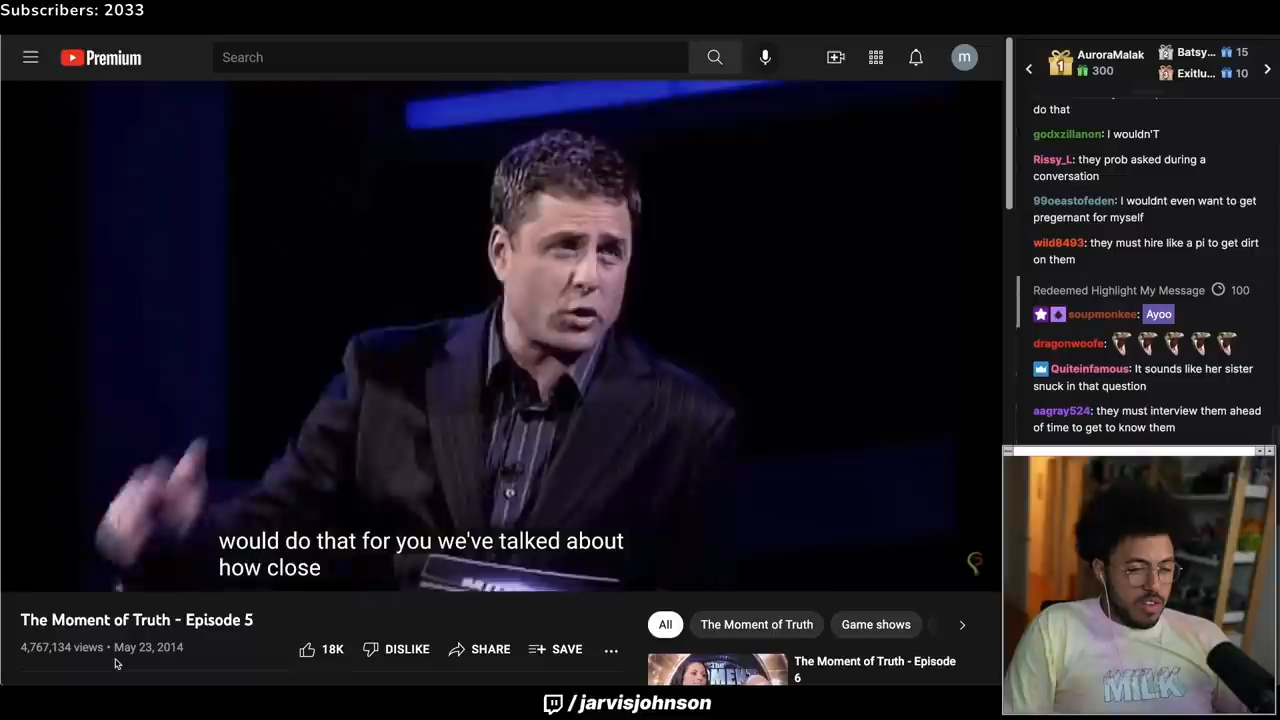 Subscribers: 2033
Premium
Search
m
would do that for you we've talked about
how close
The Moment of Truth - Episode 5
4,767,134 views • May 23, 2014
18K
DISLIKE
SHARE
SAVE
All
The Moment of Truth
Game shows
The Moment of Truth - Episode
6
1
AuroraMalak
300
2
Batsy...
15
3
Exitlu...
10
do that
godxzillanon: I wouldn'T
Rissy_L: they prob asked during a
conversation
99oeastofeden: I wouldnt even want to get
pregernant for myself
wild8493: they must hire like a pi to get dirt
on them
Redeemed Highlight My Message 100
soupmonkee: Ayoo
dragonwoofe:
Quiteinfamous: It sounds like her sister
snuck in that question
aagray524: they must interview them ahead
of time to get to know them
MILK
/jarvisjohnson